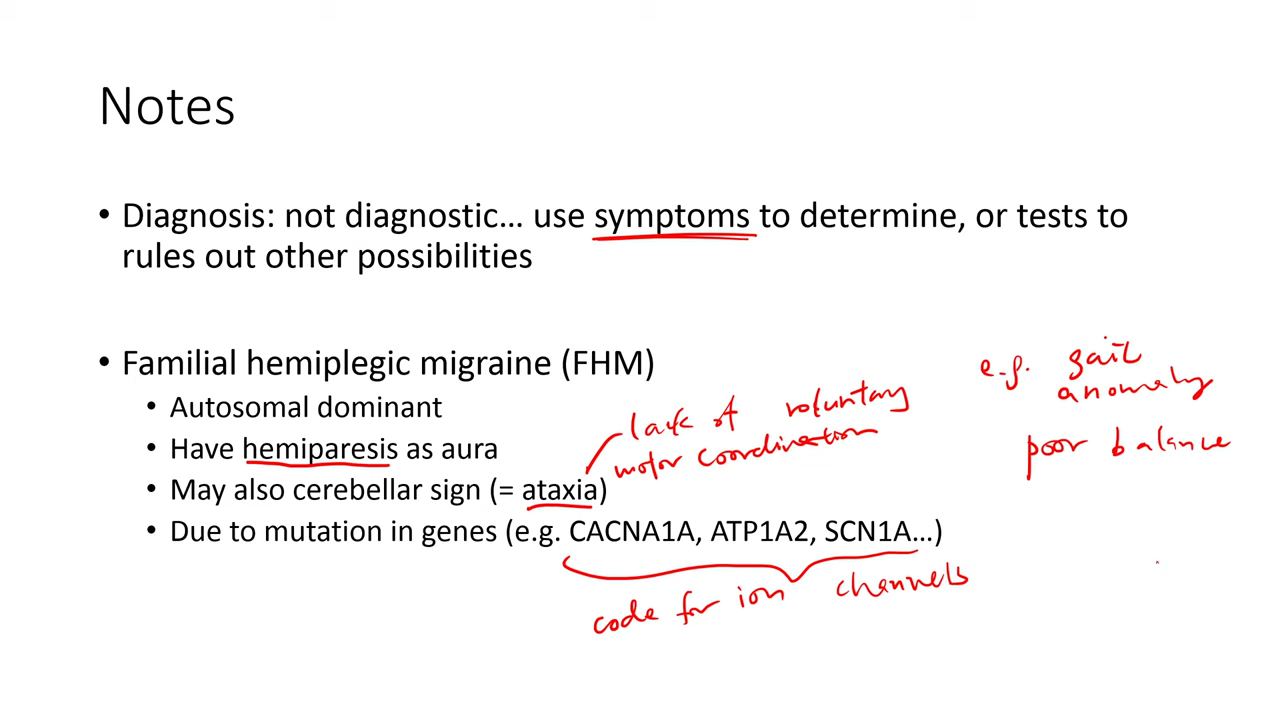 Notes
• Diagnosis: not diagnostic... use symptoms to determine, or tests to
rules out other possibilities
• Familial hemiplegic migraine (FHM)
• Autosomal dominant
• Have hemiparesis as aura
• May also cerebellar sign (= ataxia)
• Due to mutation in genes (e.g. CACNA1A, ATP1A2, SCN1A...)
lack of voluntary
motor coordination
e.g. gait
anomaly
poor balance
code for ion channels